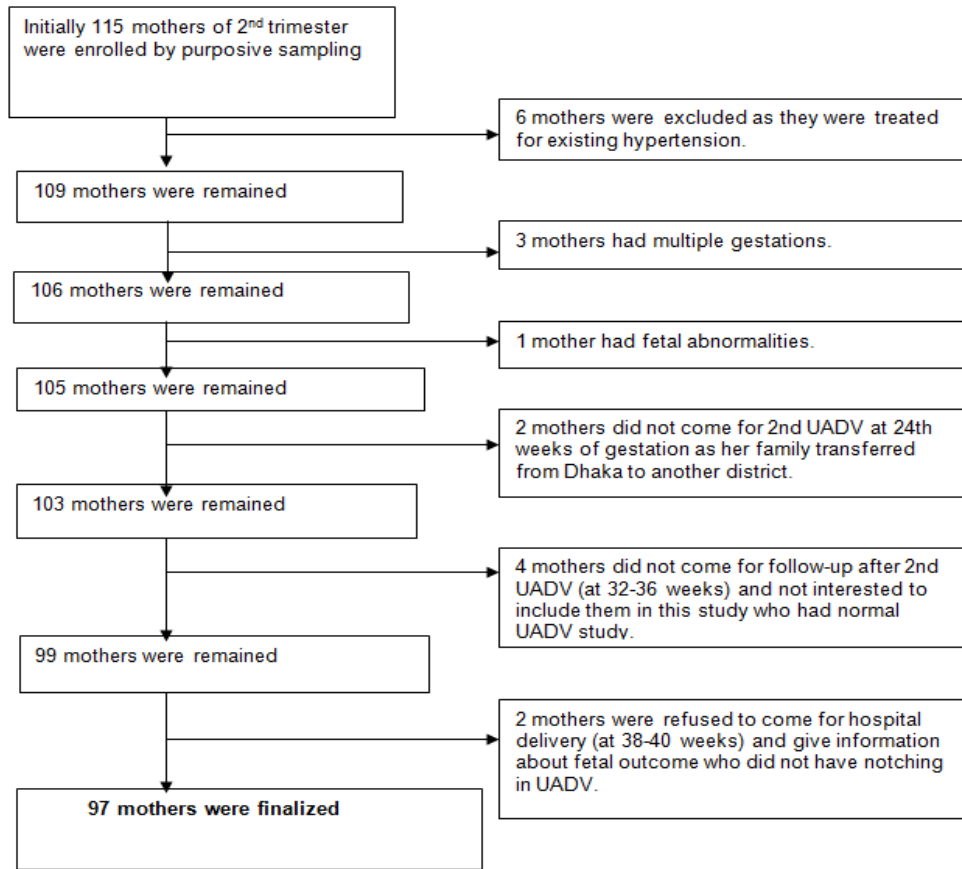 Initially 115 mothers of 2nd trimester
were enrolled by purposive sampling
6 mothers were excluded as they were treated
for existing hypertension.
109 mothers were remained
3 mothers had multiple gestations.
106 mothers were remained
1 mother had fetal abnormalities.
105 mothers were remained
2 mothers did not come for 2nd UADV at 24th
weeks of gestation as her family transferred
from Dhaka to another district.
103 mothers were remained
4 mothers did not come for follow-up after 2nd
UADV (at 32-36 weeks) and not interested to
include them in this study who had normal
UADV study.
99 mothers were remained
2 mothers were refused to come for hospital
delivery (at 38-40 weeks) and give information
about fetal outcome who did not have notching
in UADV.
97 mothers were finalized